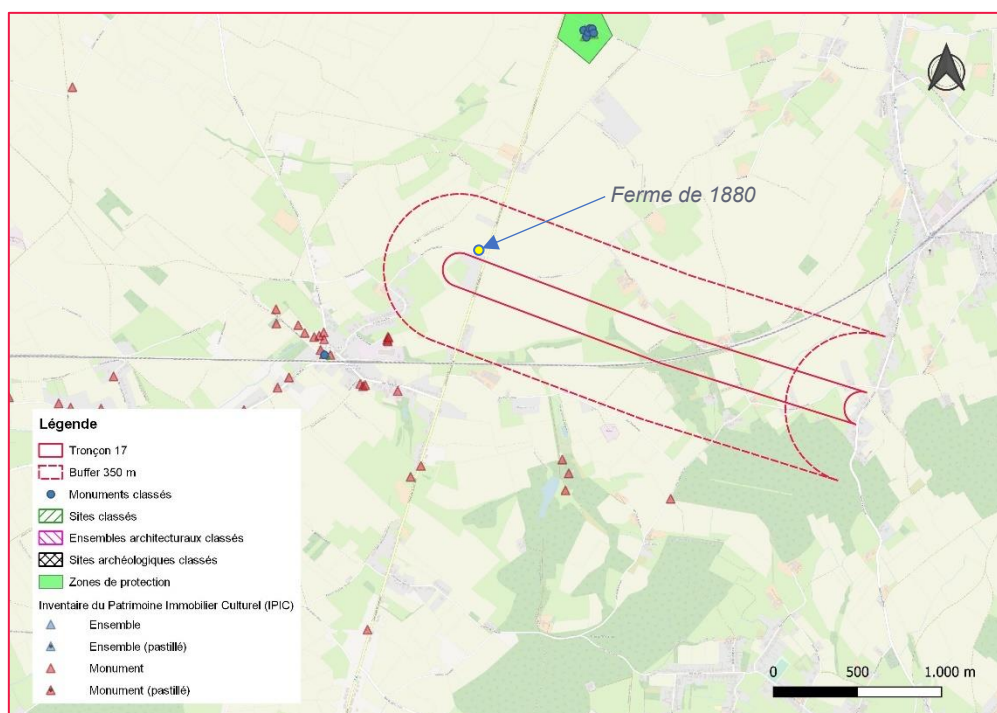 Ferme de 1880
Légende
Tronçon 17
Buffer 350 m
Monuments classés
Sites classés
Ensembles architecturaux classés
Sites archéologiques classés
Zones de protection
Inventaire du Patrimoine Immobilier Culturel (IPIC)
Ensemble
Ensemble (pastillé)
Monument
Monument (pastillé)
0 500 1.000 m